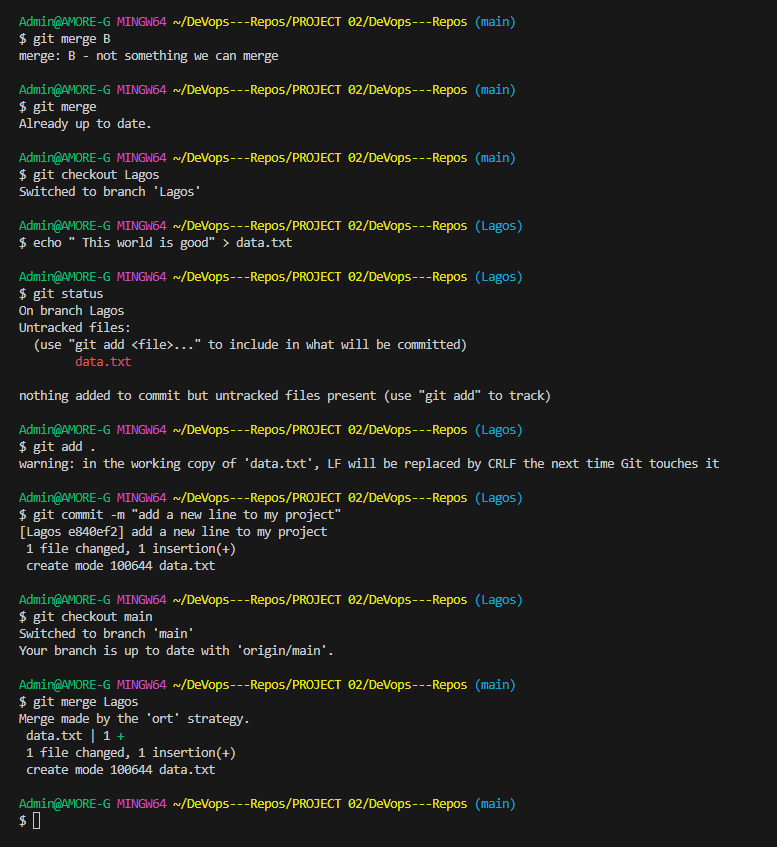 Admin@AMORE-G MINGW64 ~/DeVops---Repos/PROJECT 02/DeVops---Repos (main)
$ git merge B
merge: B - not something we can merge
Admin@AMORE-G MINGW64 ~/DeVops---Repos/PROJECT 02/DeVops---Repos (main)
$ git merge
Already up to date.
Admin@AMORE-G MINGW64 ~/DeVops---Repos/PROJECT 02/DeVops---Repos (main)
$ git checkout Lagos
Switched to branch 'Lagos'
Admin@AMORE-G MINGW64 ~/DeVops---Repos/PROJECT 02/DeVops---Repos (Lagos)
$ echo " This world is good" > data.txt
Admin@AMORE-G MINGW64 ~/DeVops---Repos/PROJECT 02/DeVops---Repos (Lagos)
$ git status
On branch Lagos
Untracked files:
  (use "git add <file>..." to include in what will be committed)
        data.txt
nothing added to commit but untracked files present (use "git add" to track)
Admin@AMORE-G MINGW64 ~/DeVops---Repos/PROJECT 02/DeVops---Repos (Lagos)
$ git add .
warning: in the working copy of 'data.txt', LF will be replaced by CRLF the next time Git touches it
Admin@AMORE-G MINGW64 ~/DeVops---Repos/PROJECT 02/DeVops---Repos (Lagos)
$ git commit -m "add a new line to my project"
[Lagos e840ef2] add a new line to my project
 1 file changed, 1 insertion(+)
 create mode 100644 data.txt
Admin@AMORE-G MINGW64 ~/DeVops---Repos/PROJECT 02/DeVops---Repos (Lagos)
$ git checkout main
Switched to branch 'main'
Your branch is up to date with 'origin/main'.
Admin@AMORE-G MINGW64 ~/DeVops---Repos/PROJECT 02/DeVops---Repos (main)
$ git merge Lagos
Merge made by the 'ort' strategy.
 data.txt | 1 +
 1 file changed, 1 insertion(+)
 create mode 100644 data.txt
Admin@AMORE-G MINGW64 ~/DeVops---Repos/PROJECT 02/DeVops---Repos (main)
$